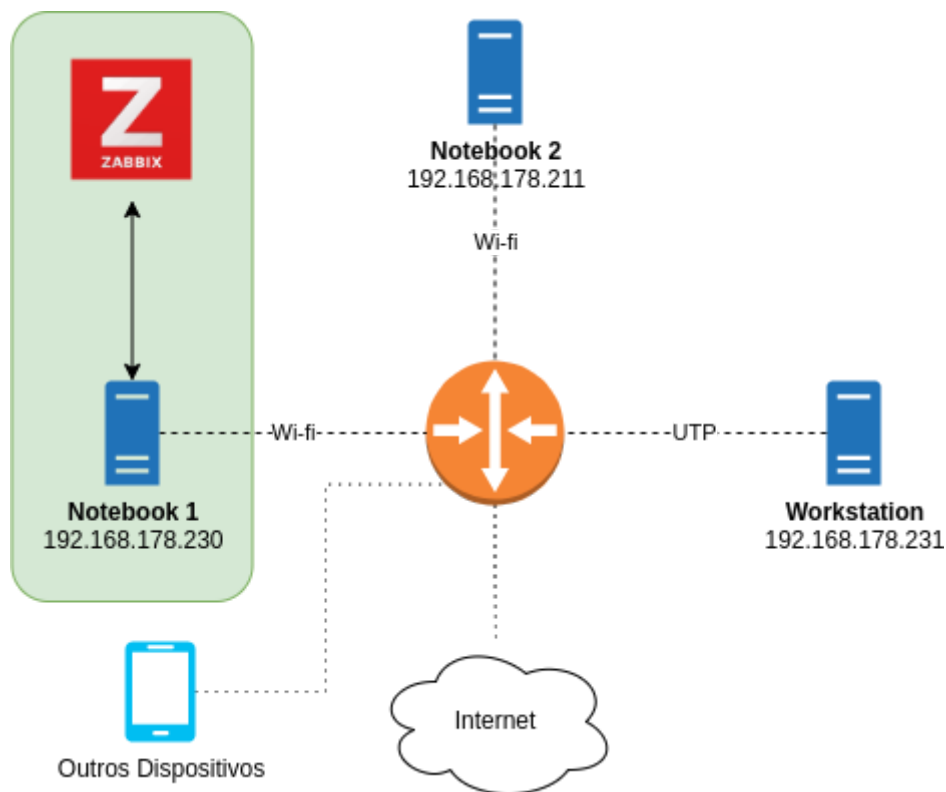 Z
ZABBIX
Notebook 2
192.168.178.211
Wi-fi
Wi-fi
UTP
Notebook 1
192.168.178.230
Workstation
192.168.178.231
Internet
Outros Dispositivos